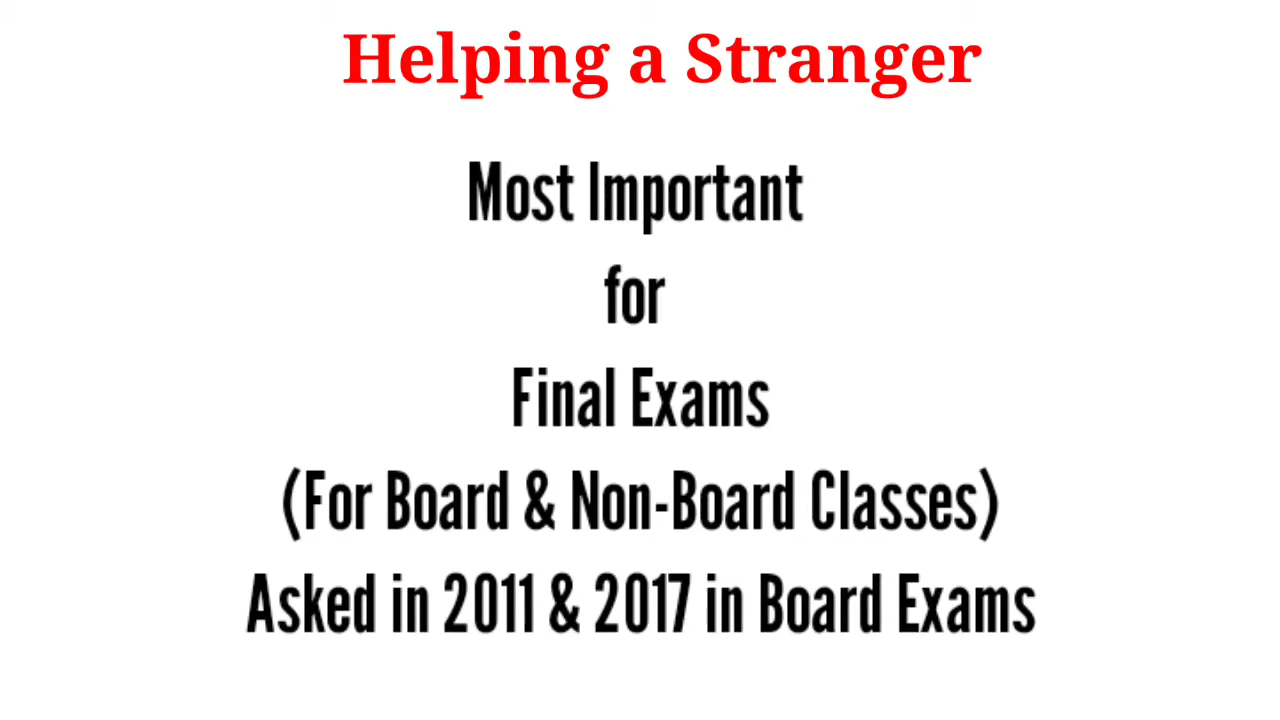 Helping a Stranger
Most Important
for
Final Exams
(For Board & Non-Board Classes)
Asked in 2011 & 2017 in Board Exams